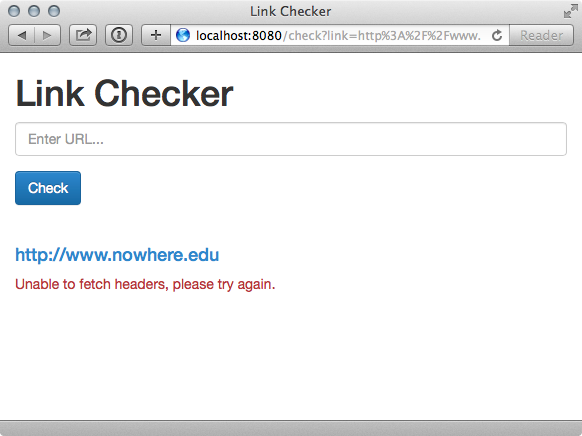 Link Checker
localhost:8080/check?link=http%3A%2F%2Fwww.
Reader
Link Checker
Enter URL...
Check
http://www.nowhere.edu
Unable to fetch headers, please try again.